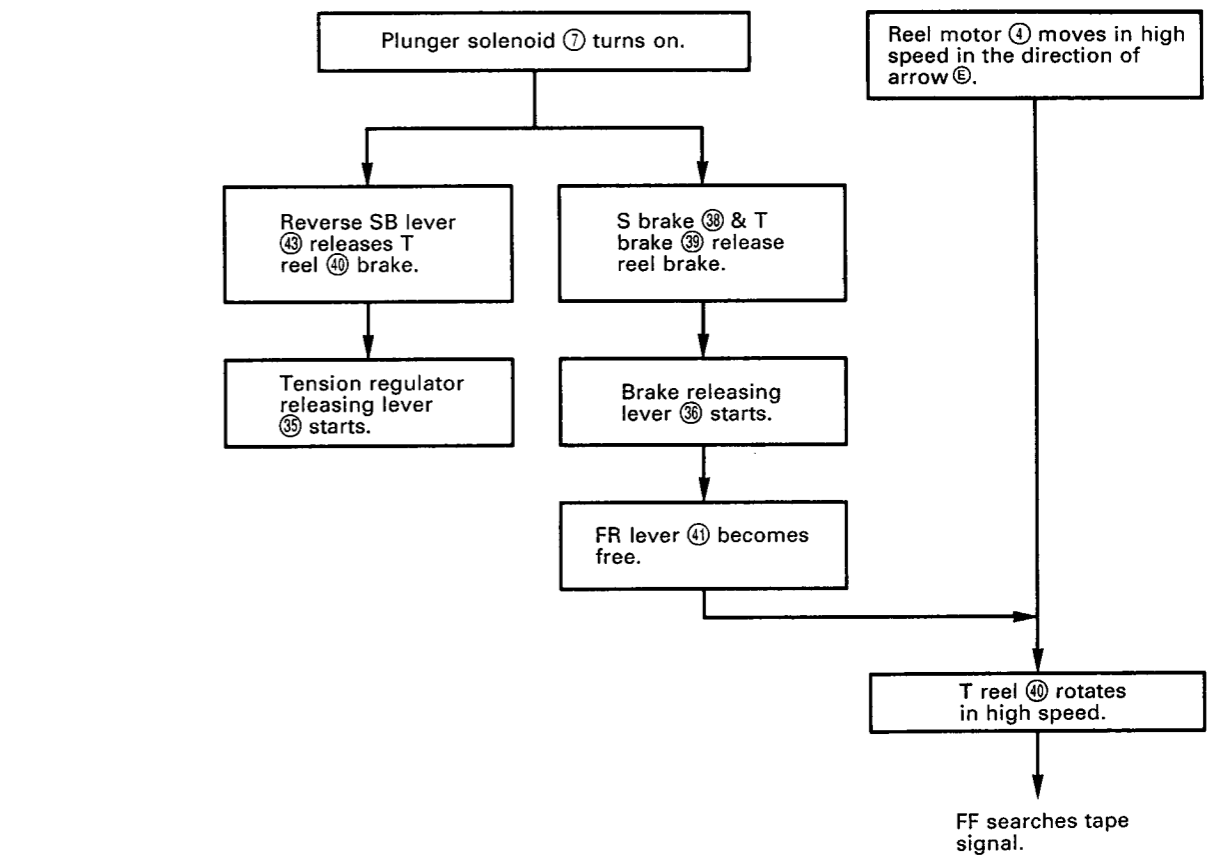 Plunger solenoid ⑦ turns on.
Reel motor ④ moves in high
speed in the direction of
arrow Ⓔ.
Reverse SB lever
㊸ releases T
reel ㊵ brake.
S brake ㊳ & T
brake ㊴ release
reel brake.
Tension regulator
releasing lever
㉟ starts.
Brake releasing
lever ㊱ starts.
FR lever ㊶ becomes
free.
T reel ㊵ rotates
in high speed.
FF searches tape
signal.